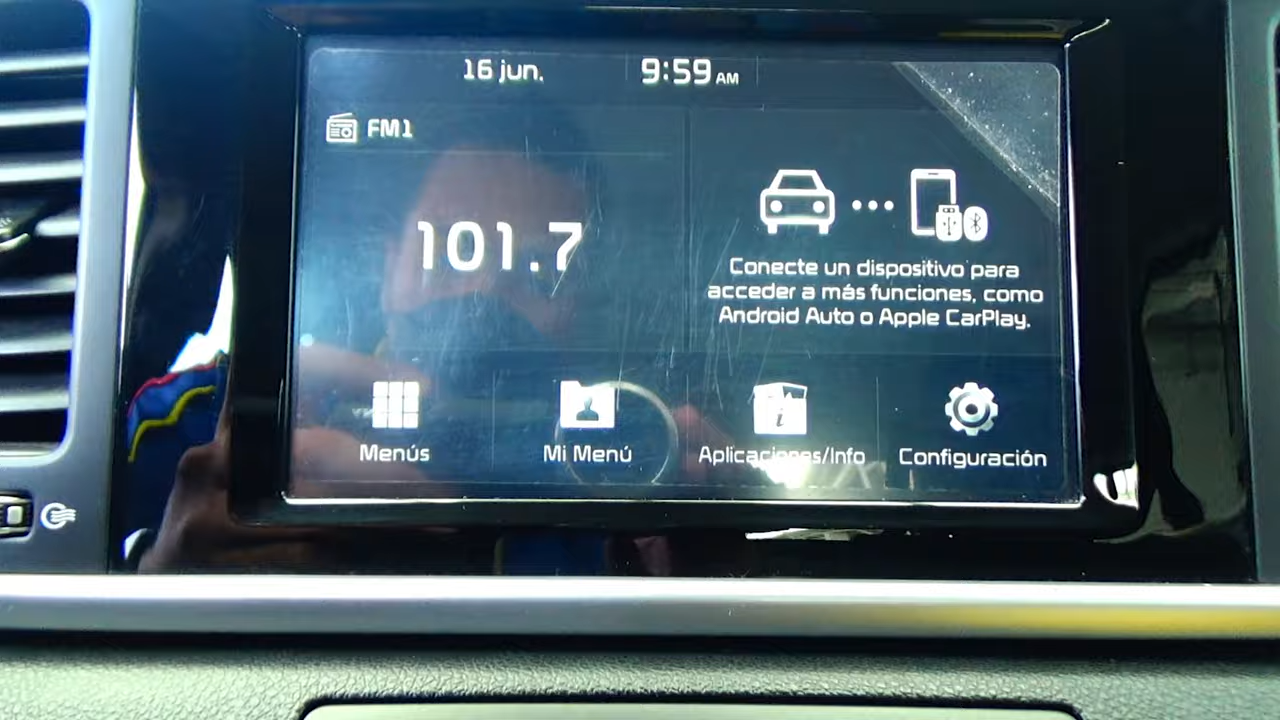 16 jun.
9:59 AM
FM1
101.7
Conecte un dispositivo para
acceder a más funciones, como
Android Auto o Apple CarPlay.
Menús
Mi Menú
Aplicaciones/Info
Configuración